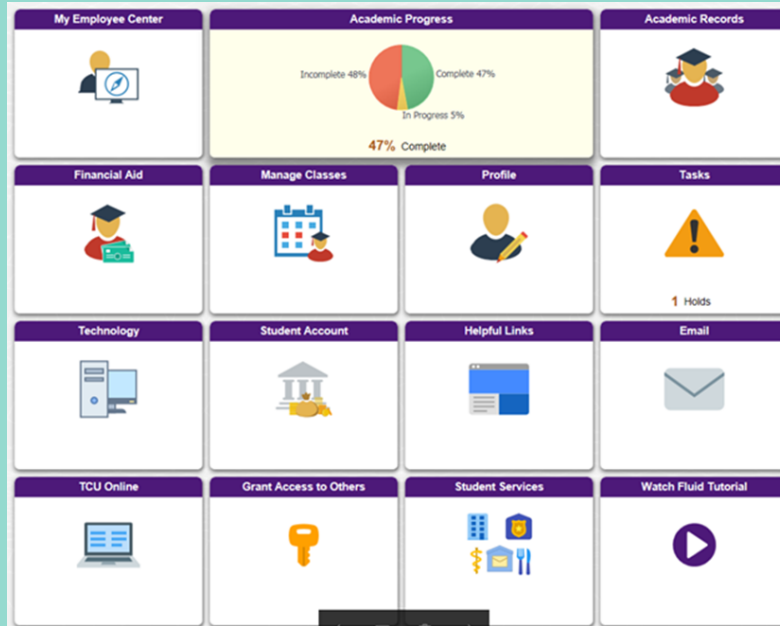 My Employee Center
Academic Progress
Academic Records
Incomplete 48%
Complete 47%
In Progress 5%
47% Complete
Financial Aid
Manage Classes
Profile
Tasks
1 Holds
Technology
Student Account
Helpful Links
Email
TCU Online
Grant Access to Others
Student Services
Watch Fluid Tutorial